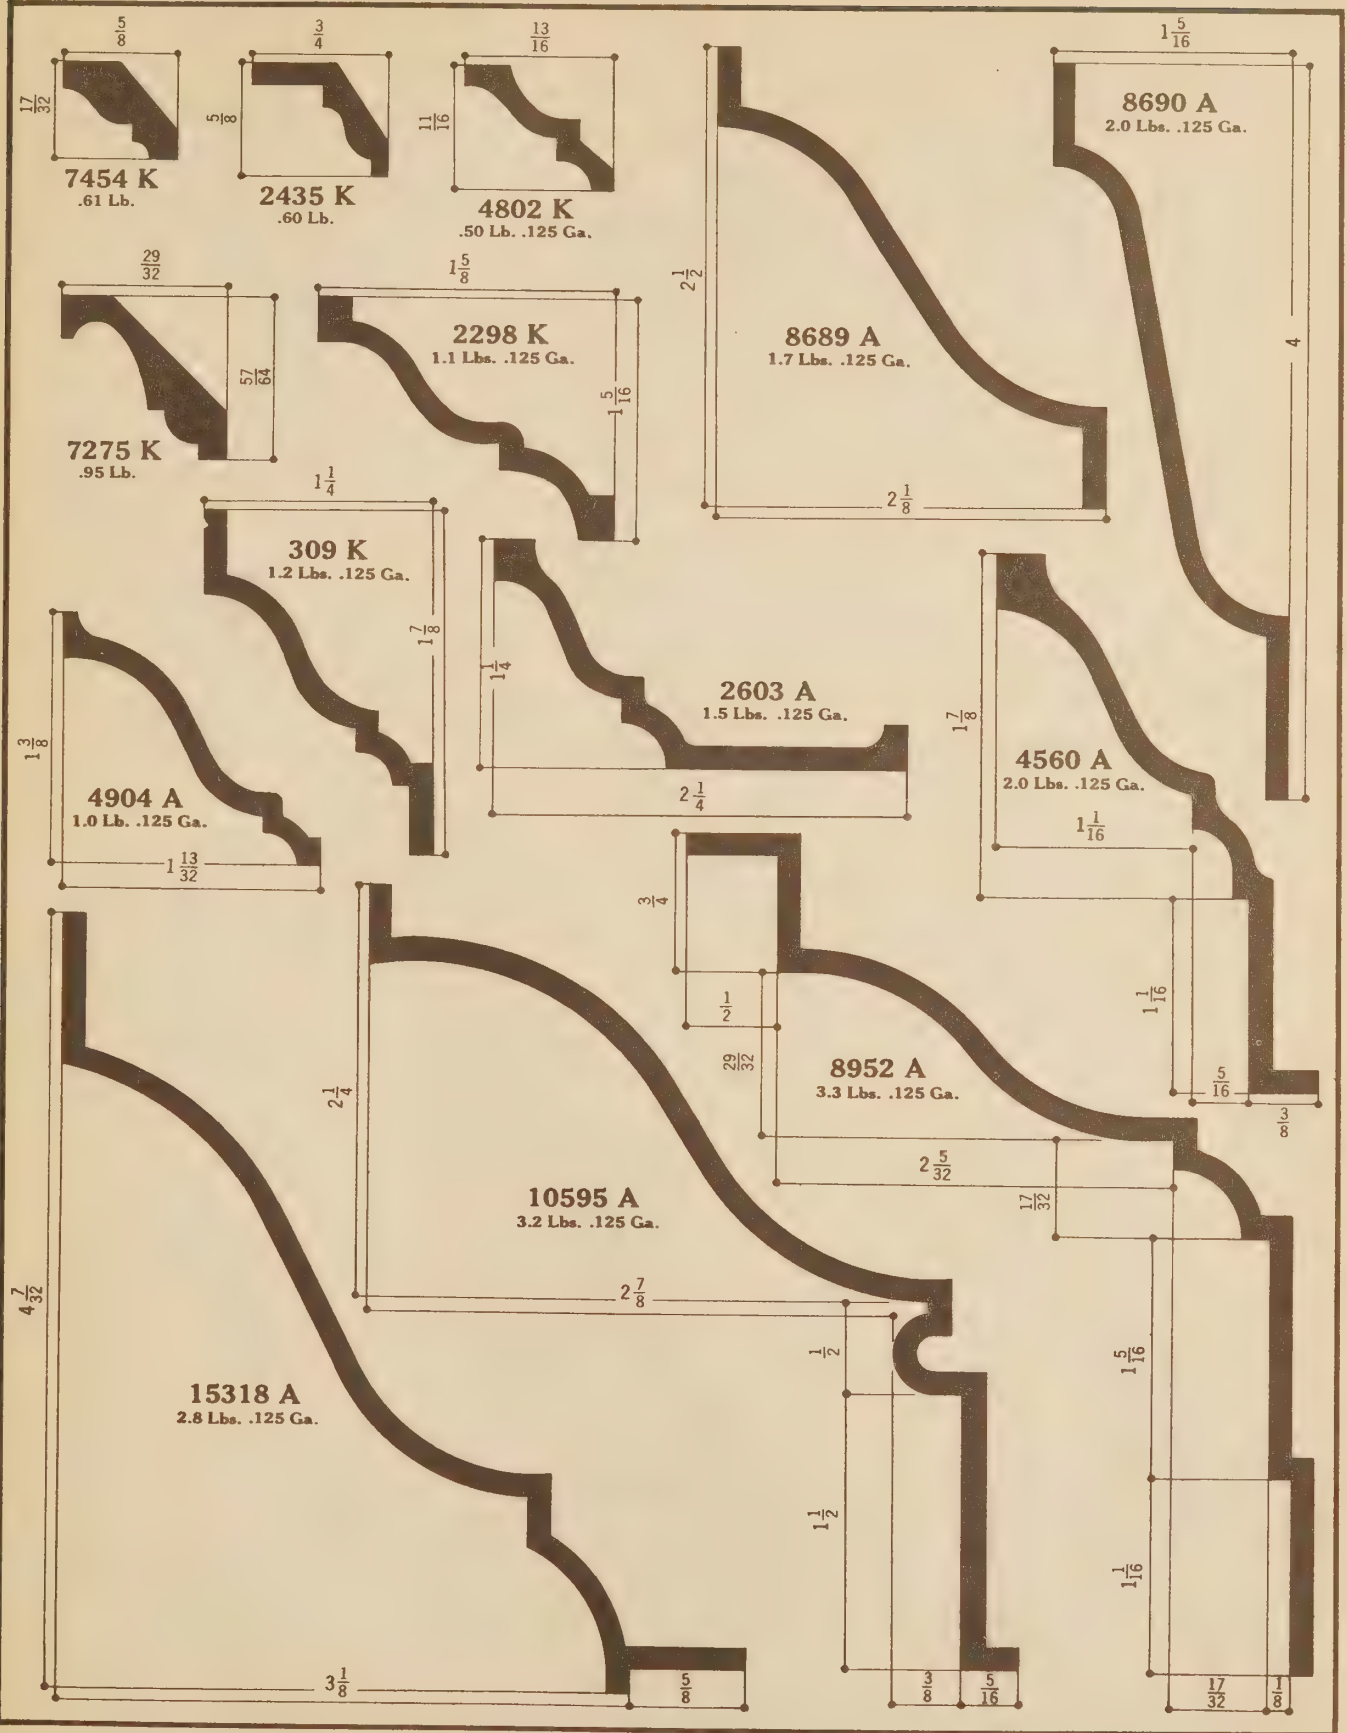 5/8
17/32
7454 K
.61 Lb.
3/4
5/8
2435 K
.60 Lb.
13/16
11/16
4802 K
.50 Lb. .125 Ga.
2 1/2
8689 A
1.7 Lbs. .125 Ga.
2 1/8
1 5/16
8690 A
2.0 Lbs. .125 Ga.
4
29/32
57/64
7275 K
.95 Lb.
1 5/8
2298 K
1.1 Lbs. .125 Ga.
1 5/16
1 1/4
309 K
1.2 Lbs. .125 Ga.
1 7/8
1 3/8
4904 A
1.0 Lb. .125 Ga.
1 13/32
1 1/4
2603 A
1.5 Lbs. .125 Ga.
2 1/4
1 7/8
4560 A
2.0 Lbs. .125 Ga.
1 1/16
1 1/16
5/16
3/8
3/4
1/2
29/32
8952 A
3.3 Lbs. .125 Ga.
2 5/32
17/32
1 5/16
1 1/16
17/32
1/8
2 1/4
10595 A
3.2 Lbs. .125 Ga.
2 7/8
1/2
1 1/2
3/8
5/16
4 7/32
15318 A
2.8 Lbs. .125 Ga.
3 1/8
5/8